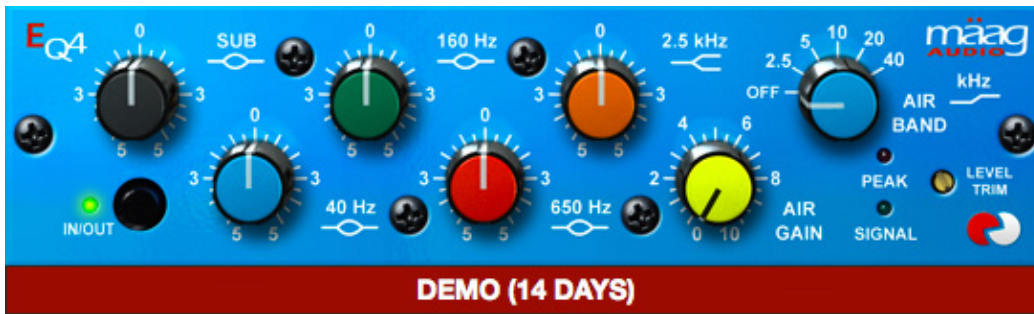 EQ4
0
3
3
5
5
SUB
0
3
3
5
5
160 Hz
0
3
3
5
5
2.5 kHz
OFF
2.5
5
10
20
40
kHz
AIR
BAND
mäag
AUDIO
IN/OUT
0
3
3
5
5
40 Hz
0
3
3
5
5
650 Hz
0
2
4
6
8
10
AIR
GAIN
PEAK
SIGNAL
LEVEL
TRIM
DEMO (14 DAYS)